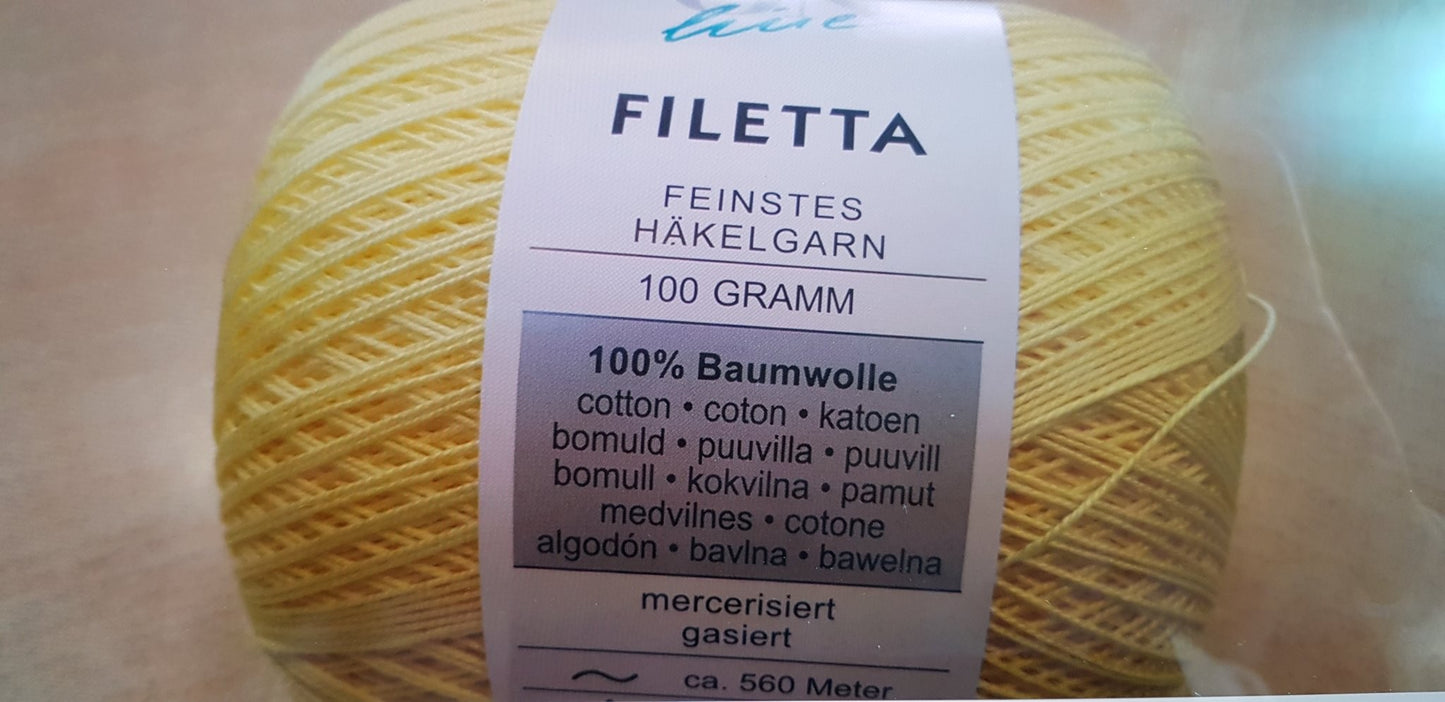 line
FILETTA
FEINSTES
HÄKELGARN
100 GRAMM
100% Baumwolle
cotton • coton • katoen
bomuld • puuvilla • puuvill
bomull • kokvilna • pamut
medvilnes • cotone
algodón • bavlna • bawelna
mercerisiert
gasiert
ca. 560 Meter